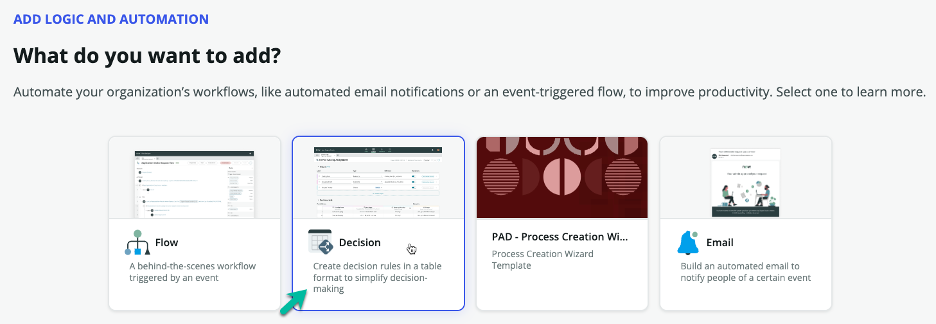 ADD LOGIC AND AUTOMATION
What do you want to add?
Automate your organization's workflows, like automated email notifications or an event-triggered flow, to improve productivity. Select one to learn more.
Flow
A behind-the-scenes workflow
triggered by an event
Decision
Create decision rules in a table
format to simplify decision-
making
PAD - Process Creation Wi...
Process Creation Wizard
Template
Email
Build an automated email to
notify people of a certain event